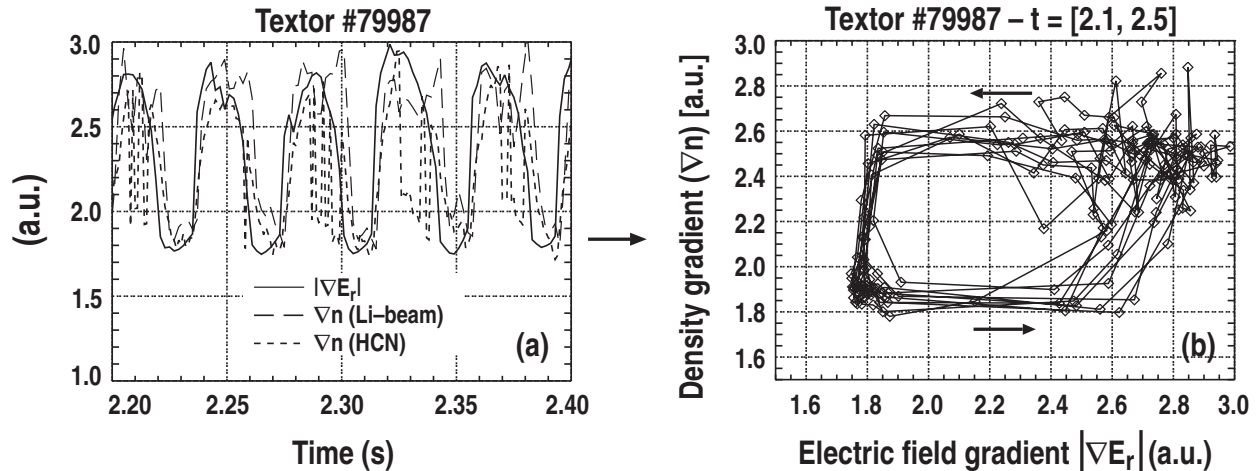 Textor #79987
3.0
2.5
2.0
1.5
1.0
(a.u.)
|∇Er|
∇n (Li–beam)
∇n (HCN)
(a)
2.20 2.25 2.30 2.35 2.40
Time (s)
Textor #79987 – t = [2.1, 2.5]
3.0
2.8
2.6
2.4
2.2
2.0
1.8
1.6
Density gradient (∇n) [a.u.]
(b)
1.6 1.8 2.0 2.2 2.4 2.6 2.8 3.0
Electric field gradient |∇Er| (a.u.)